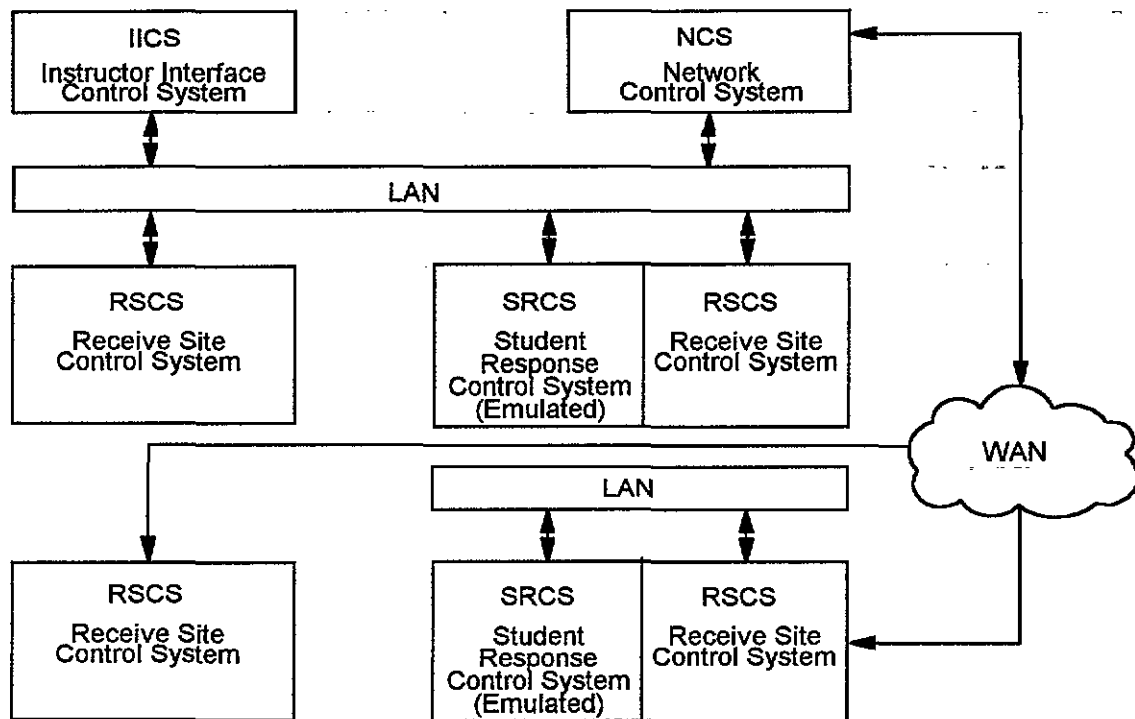 IICS
Instructor Interface
Control System
NCS
Network
Control System
LAN
RSCS
Receive Site
Control System
SRCS
Student
Response
Control System
(Emulated)
RSCS
Receive Site
Control System
WAN
LAN
RSCS
Receive Site
Control System
SRCS
Student
Response
Control System
(Emulated)
RSCS
Receive Site
Control System